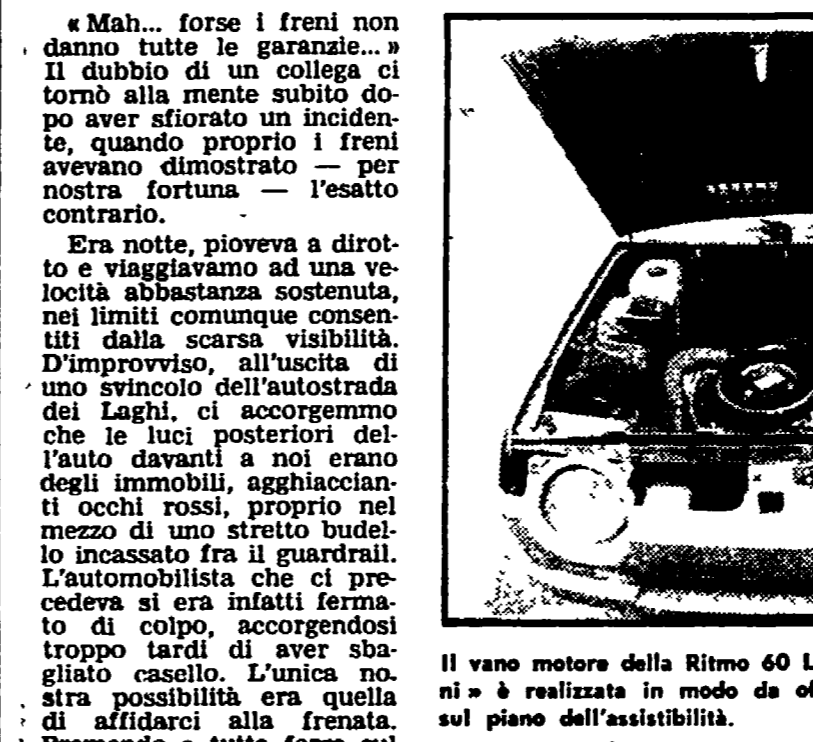 « Mah... forse i freni non
danno tutte le garanzie... »
Il dubbio di un collega ci
tornò alla mente subito do-
po aver sfiorato un inciden-
te, quando proprio i freni
avevano dimostrato — per
nostra fortuna — l'esatto
contrario.
Era notte, pioveva a dirot-
to e viaggiavamo ad una ve-
locità abbastanza sostenuta,
nei limiti comunque consen-
titi dalla scarsa visibilità.
D'improvviso, all'uscita di
uno svincolo dell'autostrada
dei Laghi, ci accorgemmo
che le luci posteriori del-
l'auto davanti a noi erano
degli immobili, agghiaccian-
ti occhi rossi, proprio nel
mezzo di uno stretto budel-
lo incassato fra il guardrail.
L'automobilista che ci pre-
cedeva si era infatti ferma-
to di colpo, accorgendosi
troppo tardi di aver sba-
gliato casello. L'unica no-
stra possibilità era quella
di affidarci alla frenata.
Premendo a tutta forza sul
Il vano motore della Ritmo 60 L
ni » è realizzata in modo da of
sul piano dell'assistibilità.